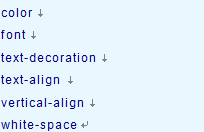 color ↓
font ↓
text-decoration ↓
text-align ↓
vertical-align ↓
white-space ↵